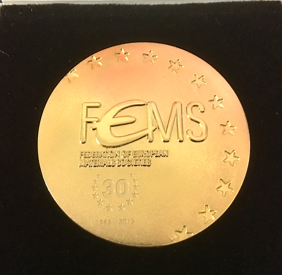 FEMS
FEDERATION OF EUROPEAN
MATERIALS SOCIETIES
30